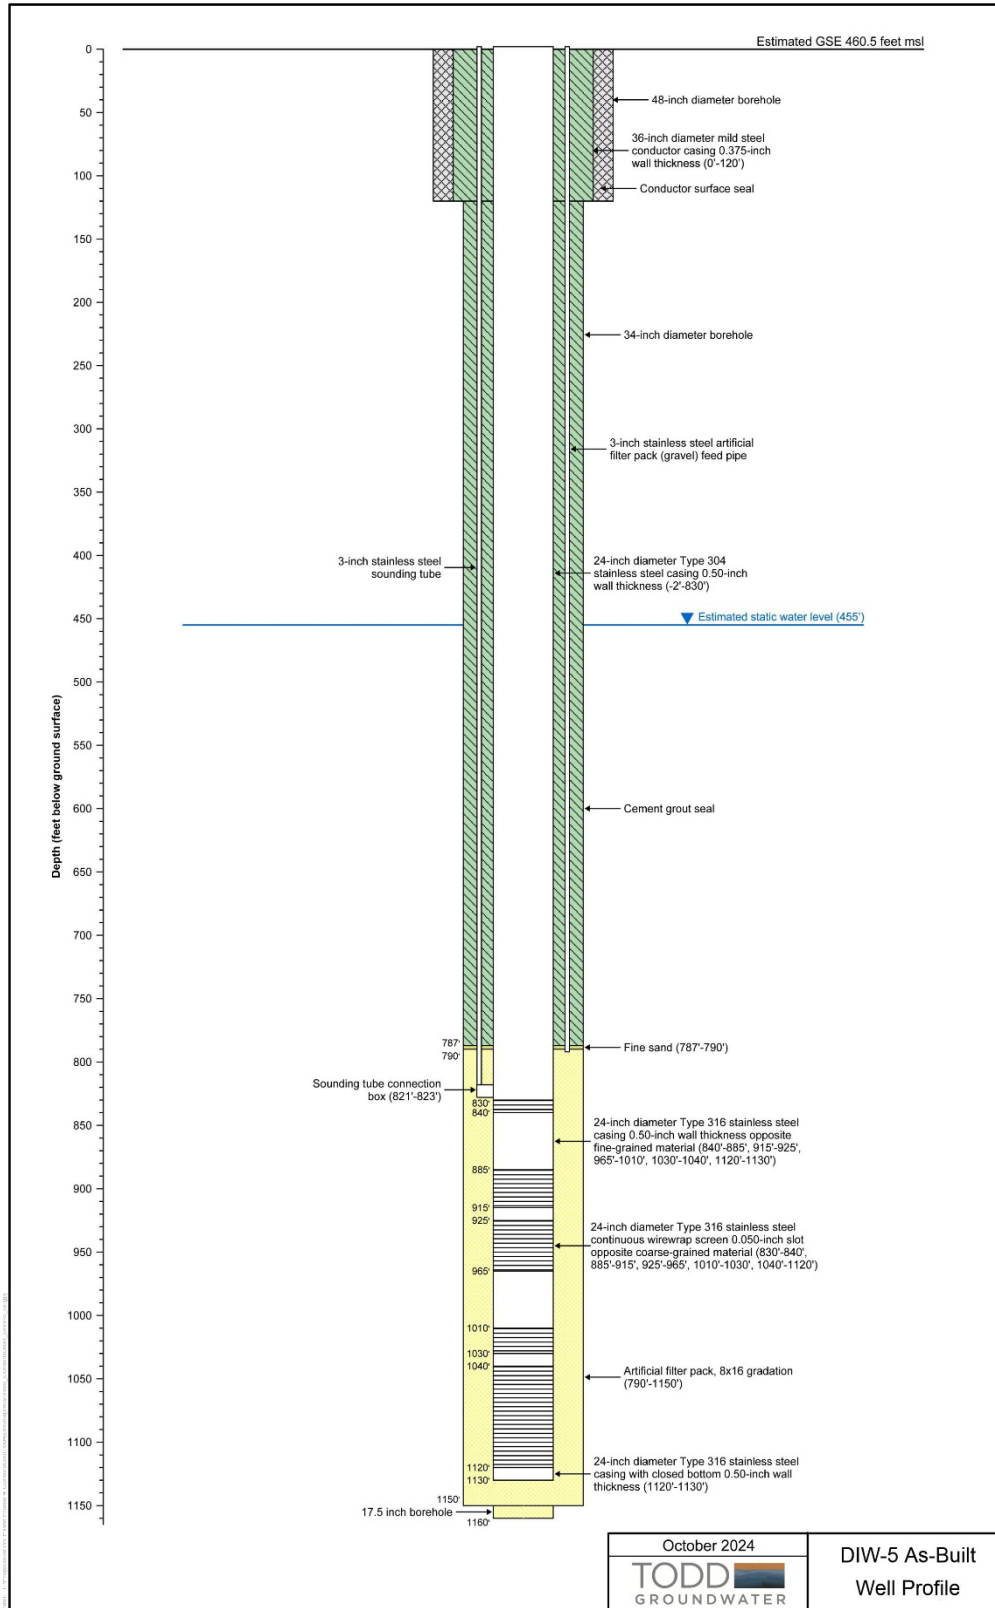 Estimated GSE 460.5 feet msl
0
50
100
150
200
250
300
350
400
450
500
550
600
650
700
750
800
850
900
950
1000
1050
1100
1150
Depth (feet below ground surface)
48-inch diameter borehole
36-inch diameter mild steel
conductor casing 0.375-inch
wall thickness (0'-120')
Conductor surface seal
34-inch diameter borehole
3-inch stainless steel artificial
filter pack (gravel) feed pipe
3-inch stainless steel
sounding tube
24-inch diameter Type 304
stainless steel casing 0.50-inch
wall thickness (-2'-830')
Estimated static water level (455')
Cement grout seal
787'
790'
Fine sand (787'-790')
Sounding tube connection
box (821'-823')
830'
840'
24-inch diameter Type 316 stainless steel
casing 0.50-inch wall thickness opposite
fine-grained material (840'-885', 915'-925',
965'-1010', 1030'-1040', 1120'-1130')
885'
915'
925'
24-inch diameter Type 316 stainless steel
continuous wirewrap screen 0.050-inch slot
opposite coarse-grained material (830'-840',
885'-915', 925'-965', 1010'-1030', 1040'-1120')
965'
1010'
1030'
1040'
Artificial filter pack, 8x16 gradation
(790'-1150')
1120'
1130'
24-inch diameter Type 316 stainless steel
casing with closed bottom 0.50-inch wall
thickness (1120'-1130')
1150'
17.5 inch borehole
1160'
October 2024
TODD
GROUNDWATER
DIW-5 As-Built
Well Profile